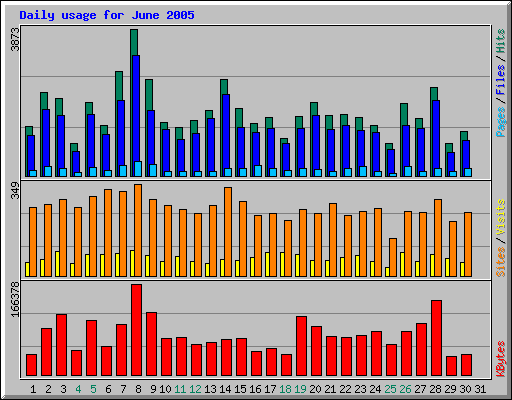 Daily usage for June 2005
3873
Pages / Files / Hits
349
Sites / Visits
166378
KBytes
1 2 3 4 5 6 7 8 9 10 11 12 13 14 15 16 17 18 19 20 21 22 23 24 25 26 27 28 29 30 31